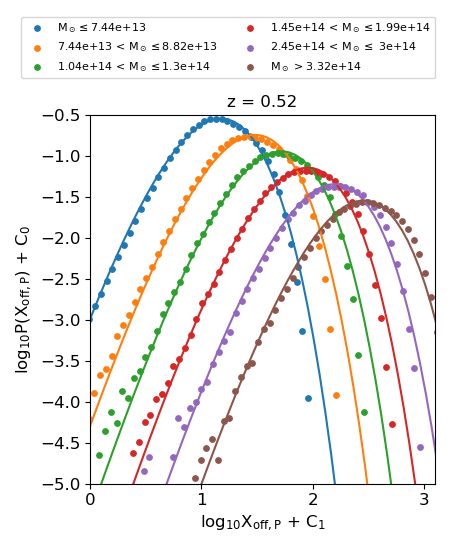 M⊙ ≤ 7.44e+13
7.44e+13 < M⊙ ≤8.82e+13
1.04e+14 < M⊙ ≤1.3e+14
1.45e+14 < M⊙ ≤1.99e+14
2.45e+14 < M⊙ ≤ 3e+14
M⊙ > 3.32e+14
z = 0.52
−0.5
−1.0
−1.5
−2.0
−2.5
−3.0
−3.5
−4.0
−4.5
−5.0
log₁₀P(X_off,P) + C₀
0 1 2 3
log₁₀X_off,P + C₁